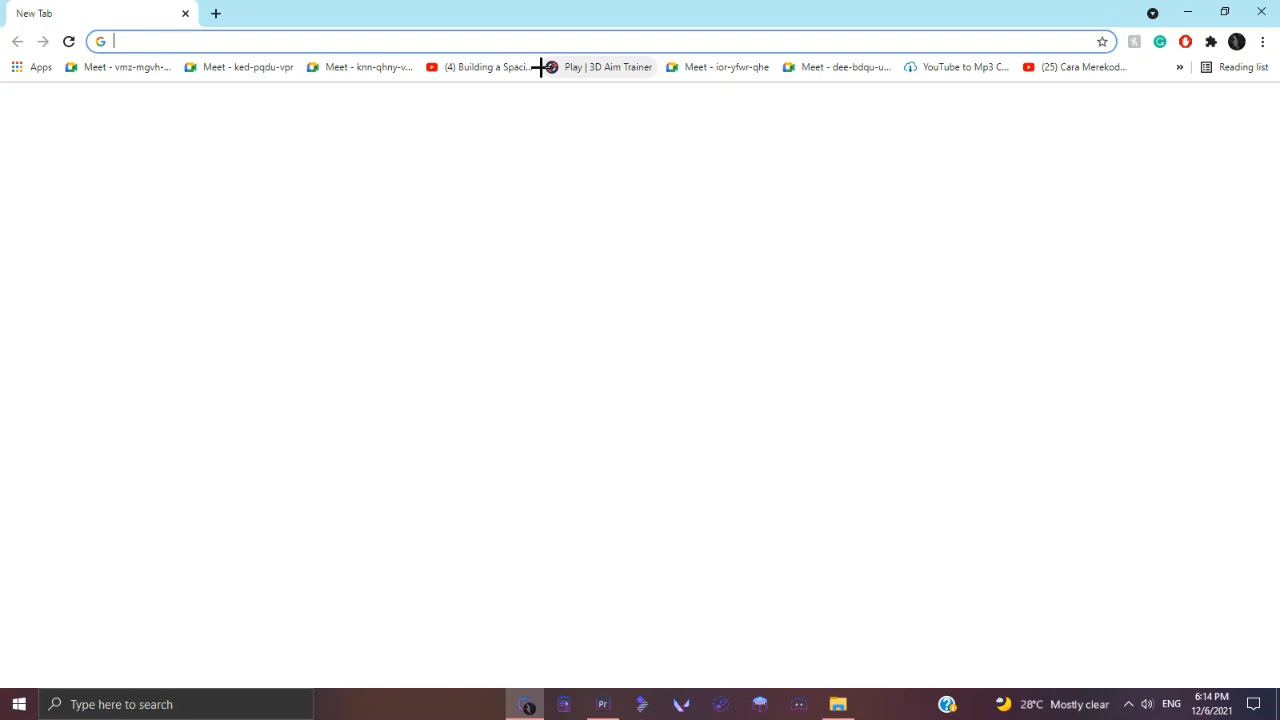 New Tab
Apps Meet - vmz-mgvh-... Meet - ked-pqdu-vpr Meet - knn-qhny-v... (4) Building a Spaci... Play | 3D Aim Trainer Meet - ior-yfwr-qhe Meet - dee-bdqu-u... YouTube to Mp3 C... (25) Cara Merekod... » Reading list
Type here to search Pr 28°C Mostly clear ENG 6:14 PM
12/6/2021